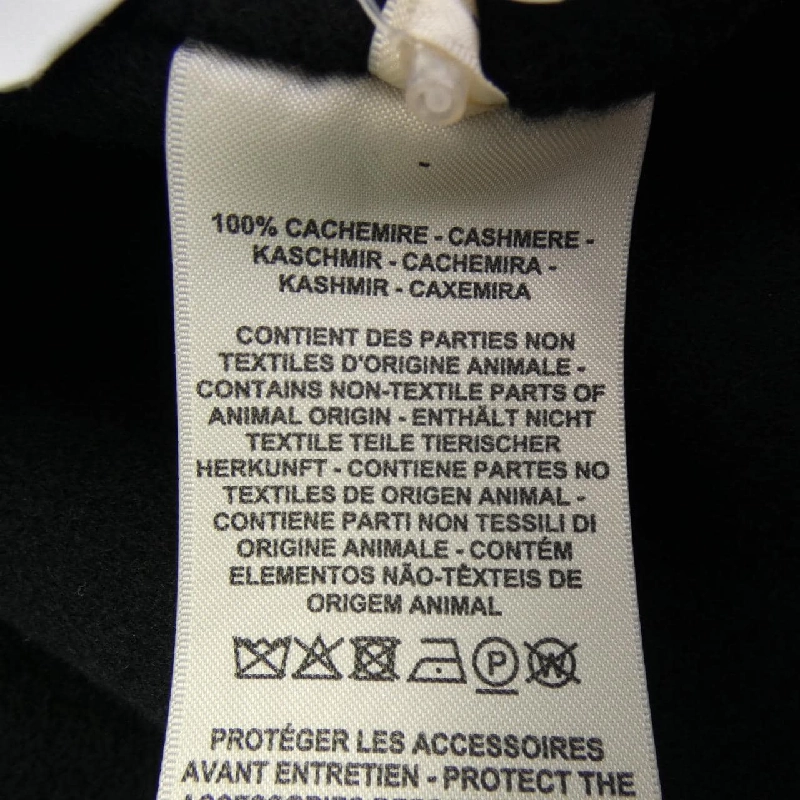 100% CACHEMIRE - CASHMERE -
KASCHMIR - CACHEMIRA -
KASHMIR - CAXEMIRA
CONTIENT DES PARTIES NON
TEXTILES D'ORIGINE ANIMALE -
CONTAINS NON-TEXTILE PARTS OF
ANIMAL ORIGIN - ENTHÄLT NICHT
TEXTILE TEILE TIERISCHER
HERKUNFT - CONTIENE PARTES NO
TEXTILES DE ORIGEN ANIMAL -
CONTIENE PARTI NON TESSILI DI
ORIGINE ANIMALE - CONTÉM
ELEMENTOS NÃO-TÊXTEIS DE
ORIGEM ANIMAL
P W
PROTÉGER LES ACCESSOIRES
AVANT ENTRETIEN - PROTECT THE